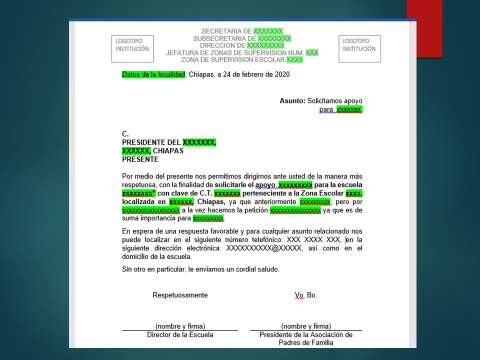 SECRETARIA DE XXXXXXX
SUBSECRETARIA DE XXXXXXXX
DIRECCION DE XXXXXXXXX
JEFATURA DE ZONAS DE SUPERVISION NUM. XXX
ZONA DE SUPERVISION ESCOLAR XXXX
LOGOTIPO
INSTITUCIÓN
LOGOTIPO
INSTITUCIÓN
Datos de la localidad, Chiapas, a 24 de febrero de 2020
Asunto: Solicitamos apoyo
para xxxxxxx.
C.
PRESIDENTE DEL XXXXXXX,
XXXXXX, CHIAPAS
PRESENTE
Por medio del presente nos permitimos dirigirnos ante usted de la manera más
respetuosa, con la finalidad de solicitarle el apoyo xxxxxxxxx para la escuela
xxxxxxxx" con clave de C.T. xxxxxxx perteneciente a la Zona Escolar xxxx,
localizada en xxxxxx, Chiapas, ya que anteriormente xxxxxxxxx, pero por
xxxxxxxxxxxxxxxxx a la vez hacemos la petición xxxxxxxxxxxxxxx ya que es de
suma importancia para xxxxxxxxx.
En espera de una respuesta favorable y para cualquier asunto relacionado nos
puede localizar en el siguiente número telefónico: XXX XXXX XXX, en la
siguiente dirección electrónica: XXXXXXXXXX@XXXXX, así como en el
domicilio de la escuela.
Sin otro en particular, le enviamos un cordial saludo.
Respetuosamente
Vo. Bo.
(nombre y firma)
Director de la Escuela
(nombre y firma)
Presidente de la Asociación de
Padres de Familia